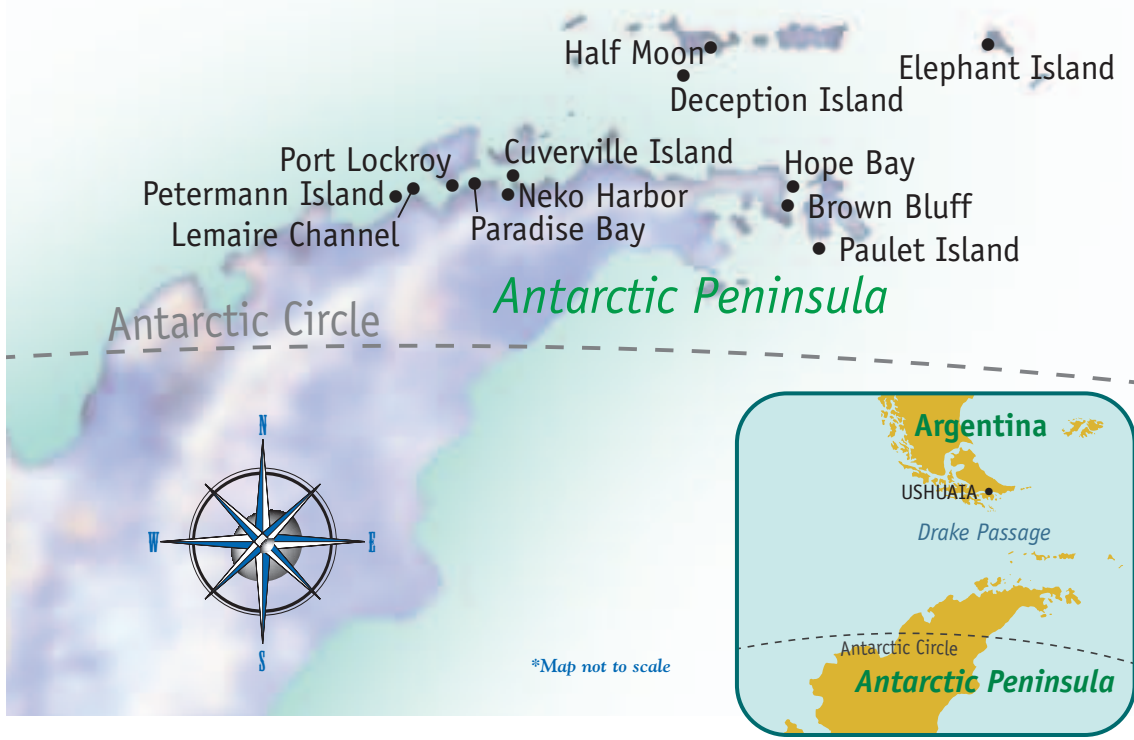 Half Moon
Elephant Island
Deception Island
Port Lockroy
Cuverville Island
Hope Bay
Petermann Island
Neko Harbor
Brown Bluff
Lemaire Channel
Paradise Bay
Paulet Island
Antarctic Peninsula
Antarctic Circle
N
W
E
S
*Map not to scale
Argentina
USHUAIA
Drake Passage
Antarctic Circle
Antarctic Peninsula